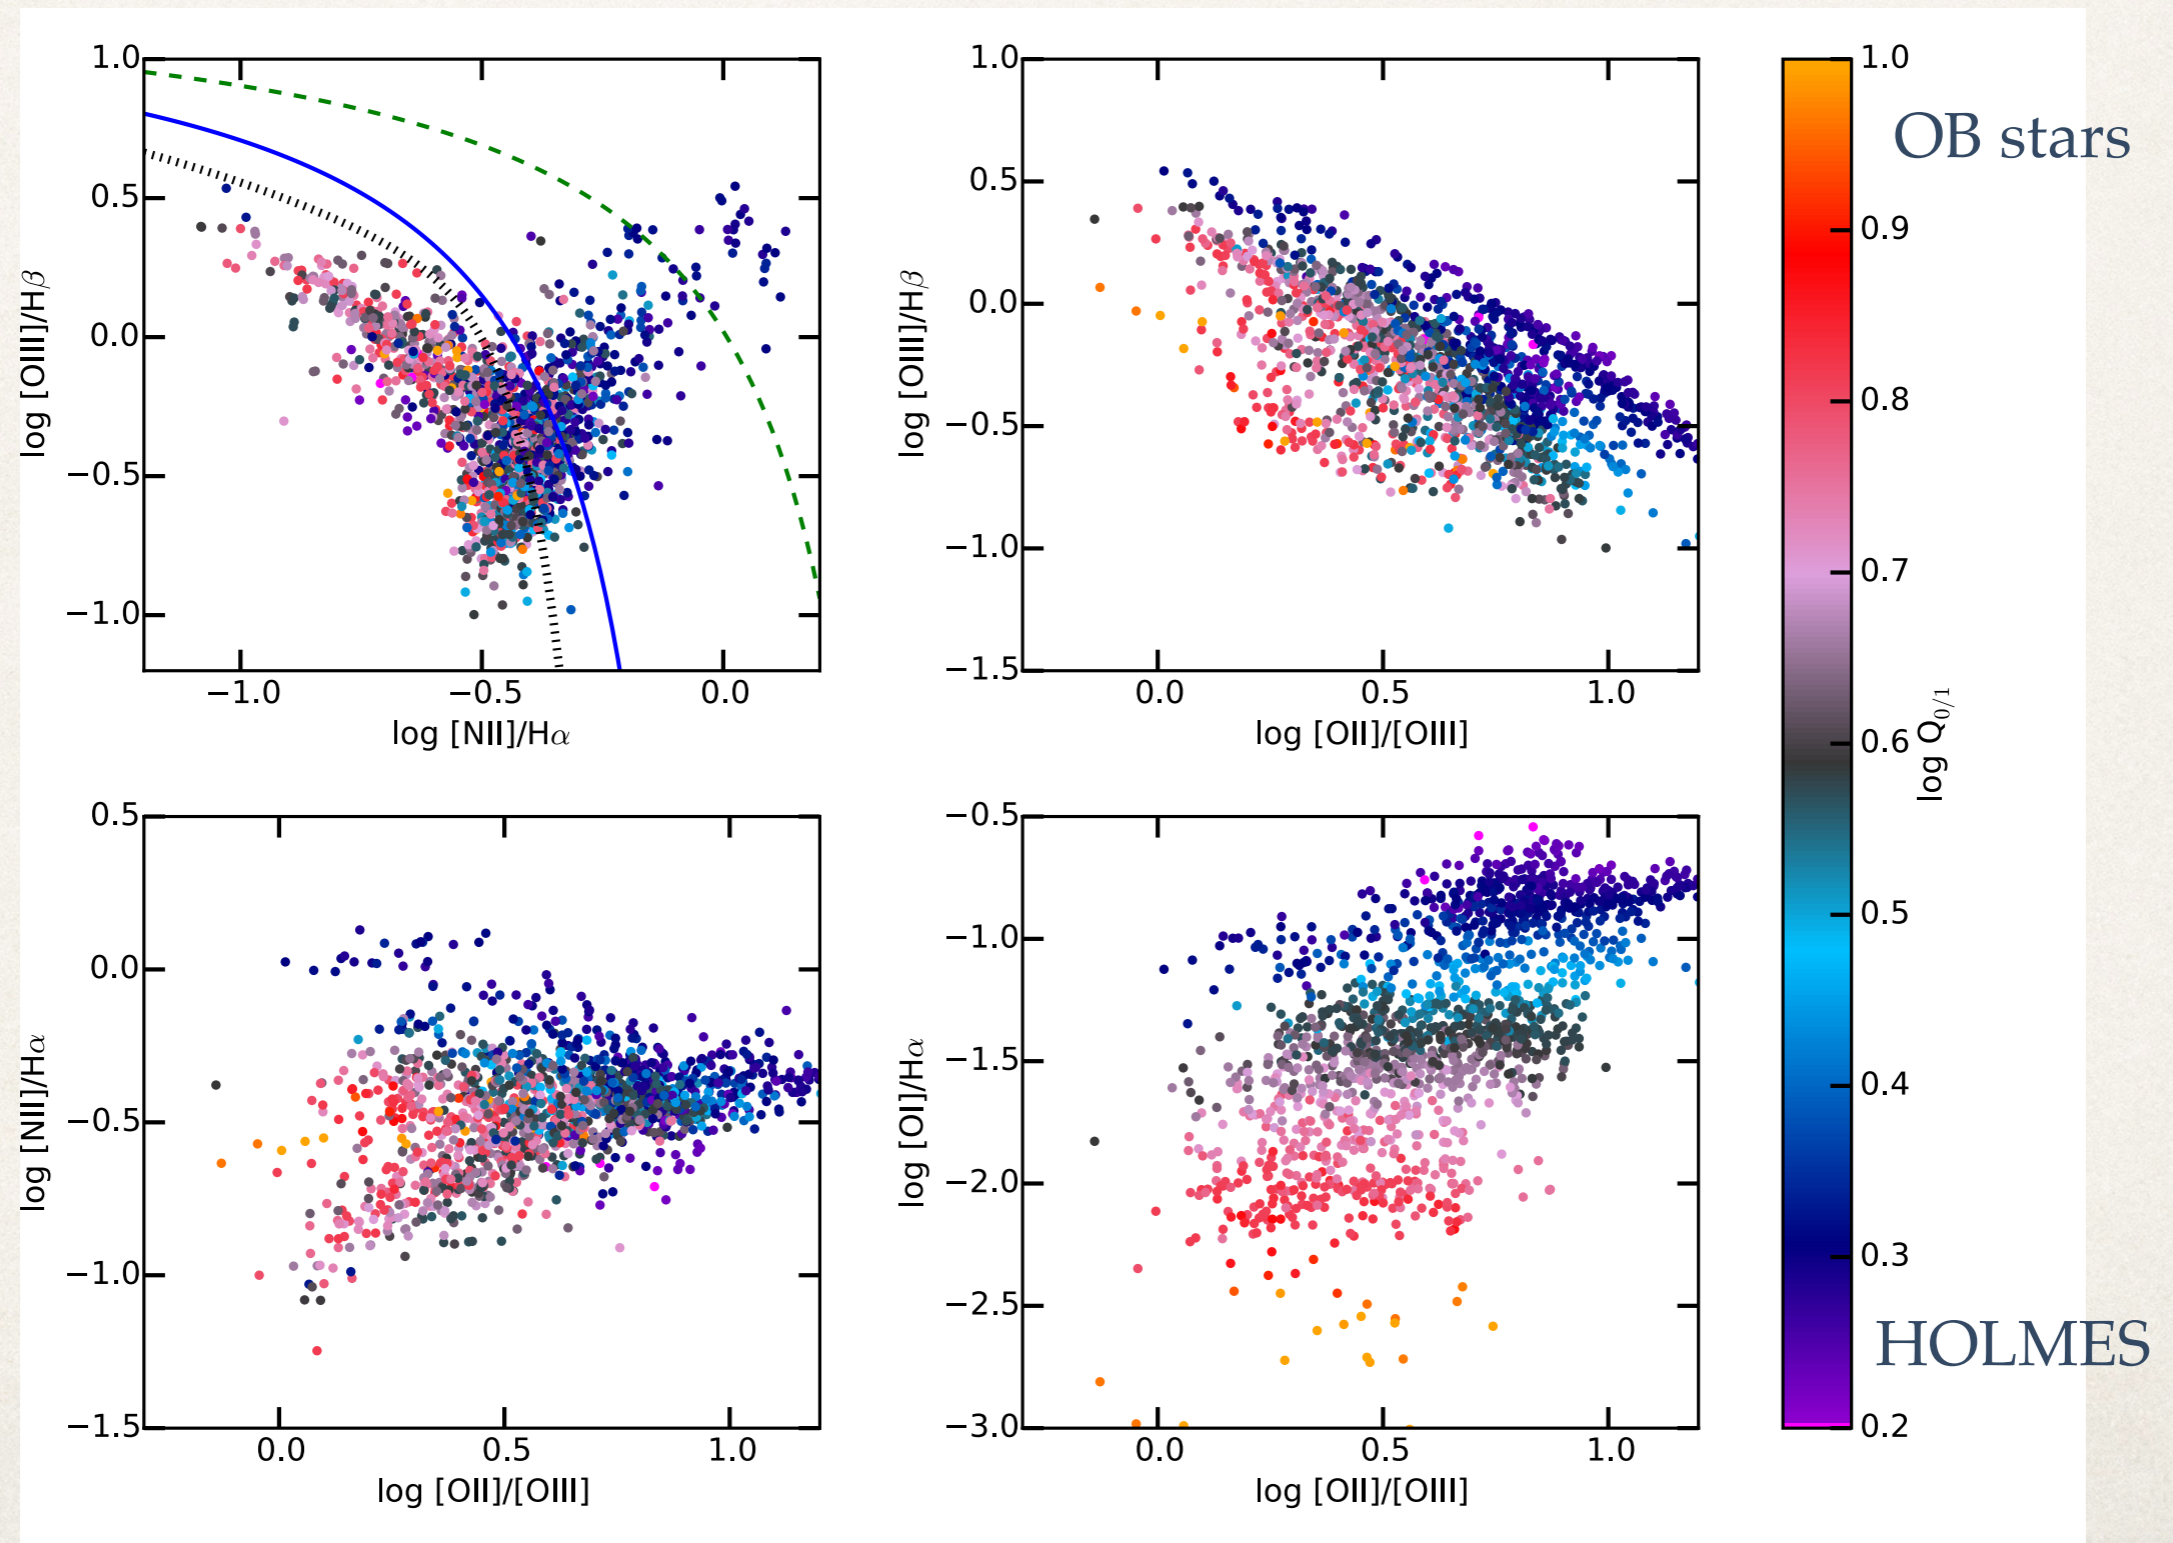 1.0
0.5
0.0
−0.5
−1.0
log [OIII]/Hβ
−1.0 −0.5 0.0
log [NII]/Hα
1.0
0.5
0.0
−0.5
−1.0
−1.5
log [OIII]/Hβ
0.0 0.5 1.0
log [OII]/[OIII]
0.5
0.0
−0.5
−1.0
−1.5
log [NII]/Hα
0.0 0.5 1.0
log [OII]/[OIII]
−0.5
−1.0
−1.5
−2.0
−2.5
−3.0
log [OI]/Hα
0.0 0.5 1.0
log [OII]/[OIII]
1.0
0.9
0.8
0.7
0.6
0.5
0.4
0.3
0.2
log Q0/1
OB stars
HOLMES